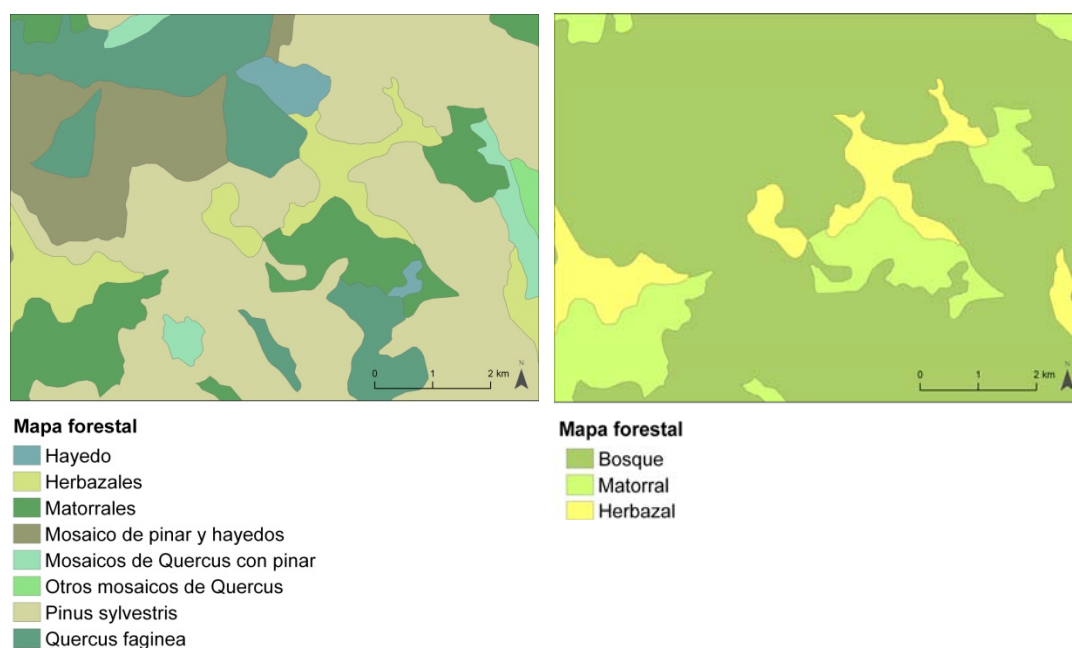 N
0 1 2 km
Mapa forestal
Hayedo
Herbazales
Matorrales
Mosaico de pinar y hayedos
Mosaicos de Quercus con pinar
Otros mosaicos de Quercus
Pinus sylvestris
Quercus faginea
N
0 1 2 km
Mapa forestal
Bosque
Matorral
Herbazal